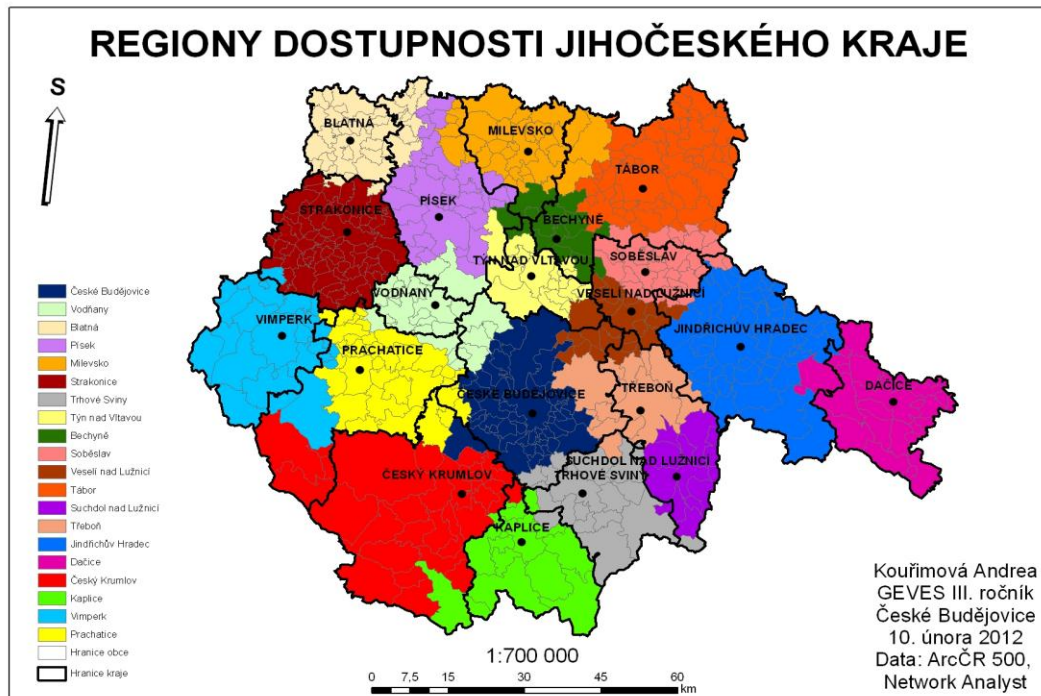 REGIONY DOSTUPNOSTI JIHOČESKÉHO KRAJE
S
BLATNÁ
MILEVSKO
TÁBOR
PÍSEK
STRAKONICE
BECHYNĚ
SOBĚSLAV
TÝN NAD VLTAVOU
VODŇANY
VESELÍ NAD LUŽNICÍ
VIMPERK
JINDŘICHŮV HRADEC
PRACHATICE
DAČICE
ČESKÉ BUDĚJOVICE
TŘEBOŇ
SUCHDOL NAD LUŽNICÍ
ČESKÝ KRUMLOV
TRHOVÉ SVINY
KAPLICE
České Budějovice
Vodňany
Blatná
Písek
Milevsko
Strakonice
Trhové Sviny
Týn nad Vltavou
Bechyně
Soběslav
Veselí nad Lužnicí
Tábor
Suchdol nad Lužnicí
Třeboň
Jindřichův Hradec
Dačice
Český Krumlov
Kaplice
Vimperk
Prachatice
Hranice obce
Hranice kraje
1:700 000
0 7,5 15 30 45 60
km
Kouřimová Andrea
GEVES III. ročník
České Budějovice
10. února 2012
Data: ArcČR 500,
Network Analyst